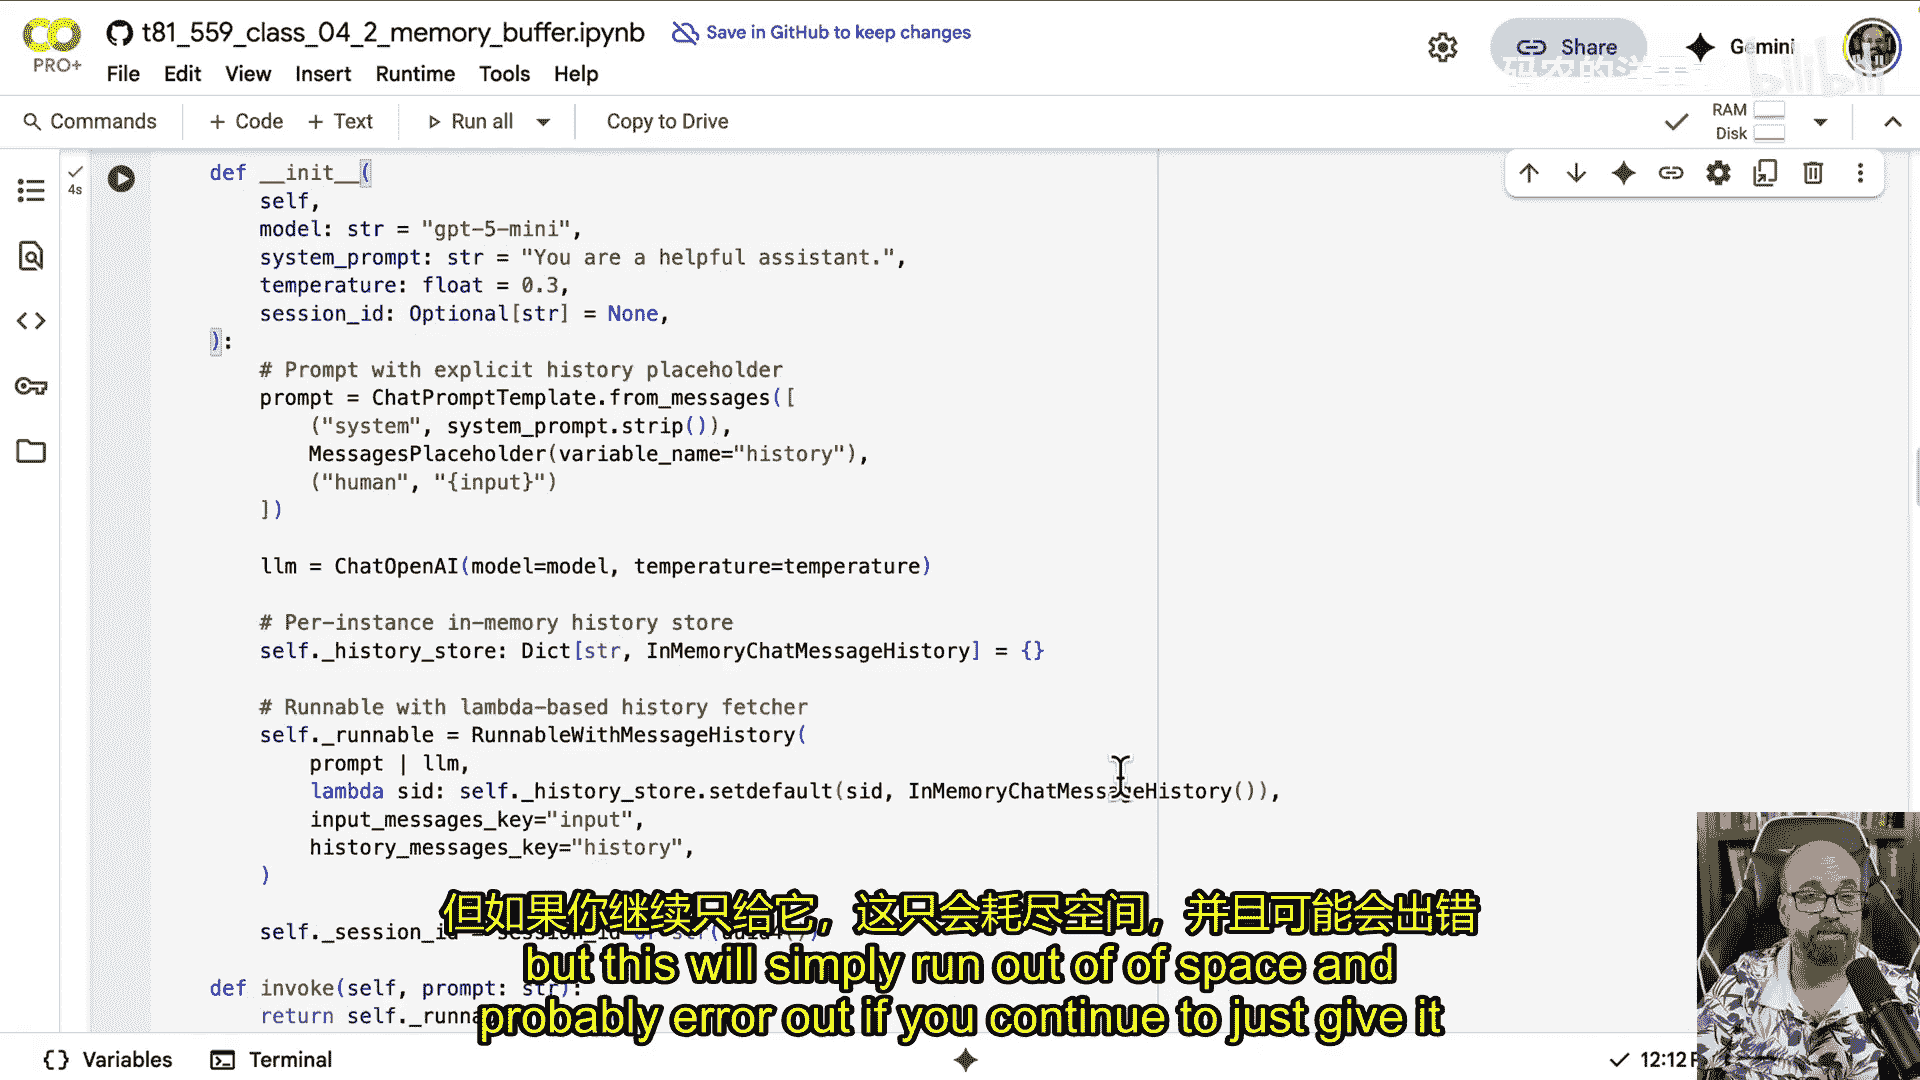 t81_559_class_04_2_memory_buffer.ipynb
Save in GitHub to keep changes
Share
Gemini
PRO+
File Edit View Insert Runtime Tools Help
Commands
+ Code + Text
Run all
Copy to Drive
RAM
Disk
4s
def __init__(
self,
model: str = "gpt-5-mini",
system_prompt: str = "You are a helpful assistant.",
temperature: float = 0.3,
session_id: Optional[str] = None,
):
# Prompt with explicit history placeholder
prompt = ChatPromptTemplate.from_messages([
("system", system_prompt.strip()),
MessagesPlaceholder(variable_name="history"),
("human", "{input}")
])
llm = ChatOpenAI(model=model, temperature=temperature)
# Per-instance in-memory history store
self._history_store: Dict[str, InMemoryChatMessageHistory] = {}
# Runnable with lambda-based history fetcher
self._runnable = RunnableWithMessageHistory(
prompt | llm,
lambda sid: self._history_store.setdefault(sid, InMemoryChatMessageHistory()),
input_messages_key="input",
history_messages_key="history",
)
self._session_id = session_id or str(uuid4())
def invoke(self, prompt: str):
return self._runna
但如果你继续只给它，这只会耗尽空间，并且可能会出错
but this will simply run out of of space and
probably error out if you continue to just give it
Variables
Terminal
12:12